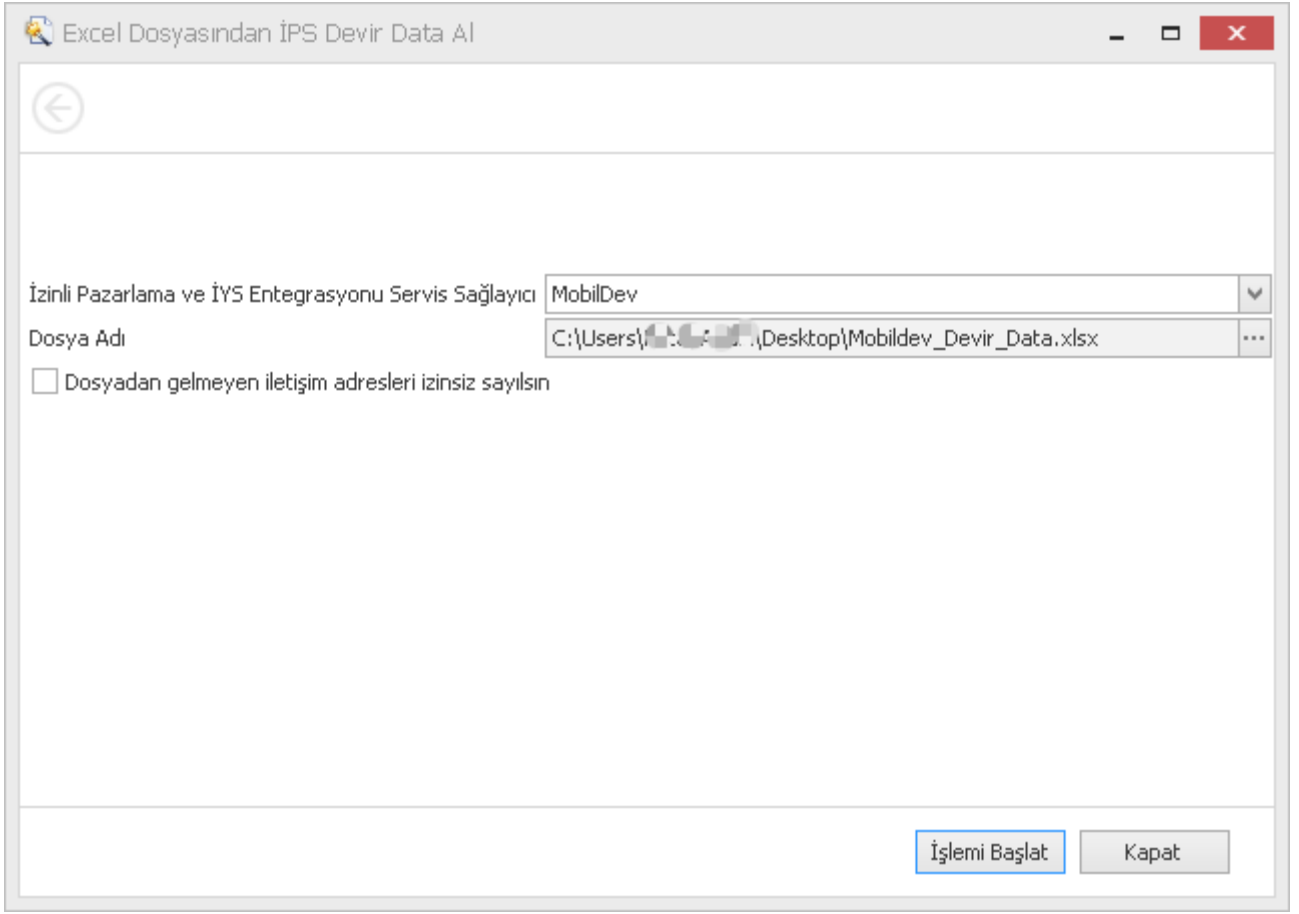 Excel Dosyasından İPS Devir Data Al
İzinli Pazarlama ve İYS Entegrasyonu Servis Sağlayıcı MobilDev
Dosya Adı C:\Users\ \Desktop\Mobildev_Devir_Data.xlsx
Dosyadan gelmeyen iletişim adresleri izinsiz sayılsın
İşlemi Başlat Kapat